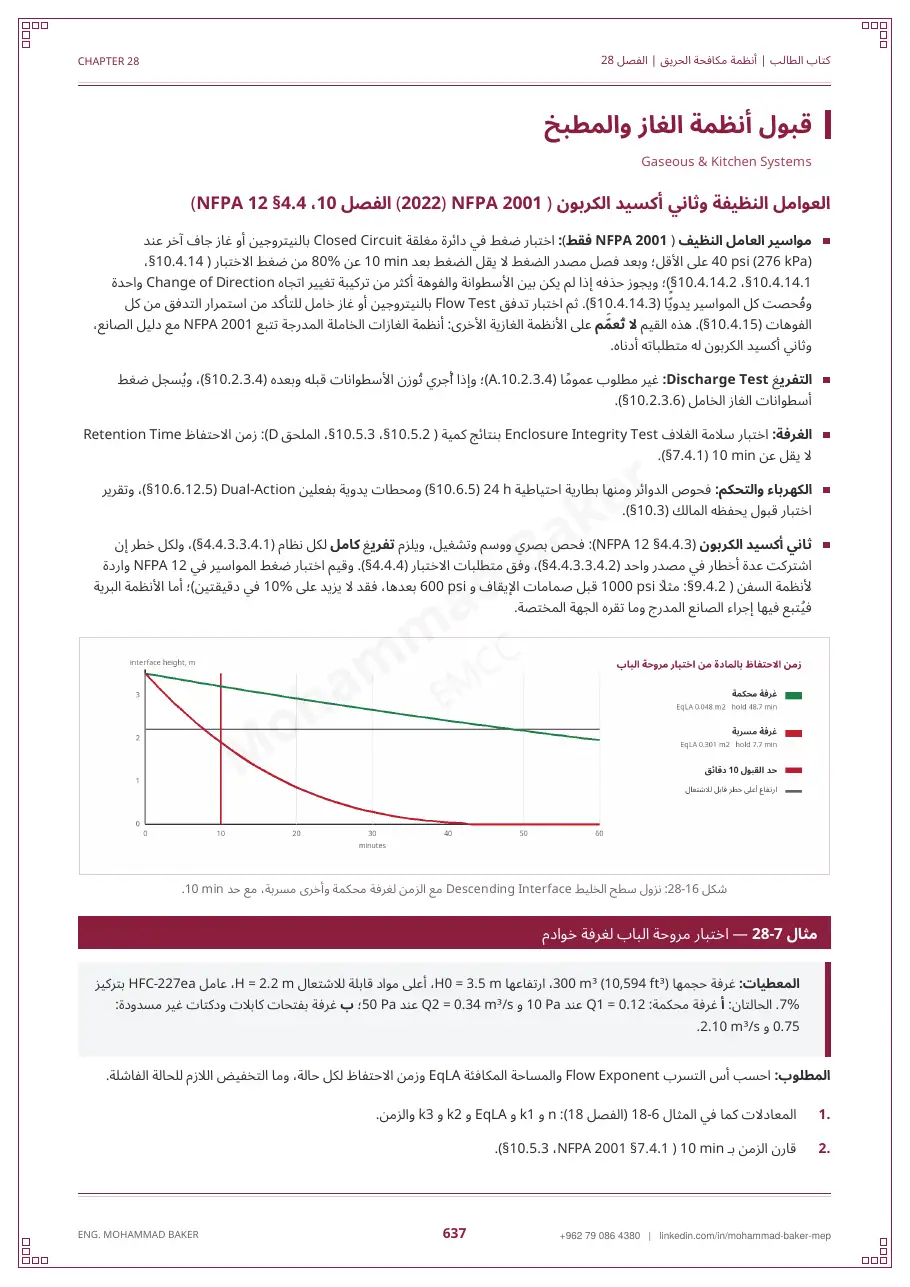 كتاب الطالب | أنظمة مكافحة الحريق | الفصل 28
CHAPTER 28
قبول أنظمة الغاز والمطبخ
Gaseous & Kitchen Systems
العوامل النظيفة وثاني أكسيد الكربون ( NFPA 2001 (2022) الفصل 10، NFPA 12 §4.4)
مواسير العامل النظيف ( NFPA 2001 فقط): اختبار ضغط في دائرة مغلقة Closed Circuit بالنيتروجين أو غاز جاف آخر عند
40 psi (276 kPa) على الأقل؛ وبعد فصل مصدر الضغط لا يقل الضغط بعد 10 min عن 80% من ضغط الاختبار ( 10.4.14§،
10.4.14.1§، 10.4.14.2§)؛ ويجوز حذفه إذا لم يكن بين الأسطوانة والفوهة أكثر من تركيبة تغيير اتجاه Change of Direction واحدة
وفُحصت كل المواسير يدويًا (10.4.14.3§). ثم اختبار تدفق Flow Test بالنيتروجين أو غاز خامل للتأكد من استمرار التدفق من كل
الفوهات (10.4.15§). هذه القيم لا تُعمَّم على الأنظمة الغازية الأخرى: أنظمة الغازات الخاملة المدرجة تتبع NFPA 2001 مع دليل الصانع،
وثاني أكسيد الكربون له متطلباته أدناه.
التفريغ Discharge Test: غير مطلوب عمومًا (A.10.2.3.4)؛ وإذا أُجري تُوزن الأسطوانات قبله وبعده (10.2.3.4§)، ويُسجل ضغط
أسطوانات الغاز الخامل (10.2.3.6§).
الغرفة: اختبار سلامة الغلاف Enclosure Integrity Test بنتائج كمية ( 10.5.2§، 10.5.3§، الملحق D): زمن الاحتفاظ Retention Time
لا يقل عن 10 min (7.4.1§).
الكهرباء والتحكم: فحوص الدوائر ومنها بطارية احتياطية 24 h (10.6.5§) ومحطات يدوية بفعلين Dual-Action (10.6.12.5§)، وتقرير
اختبار قبول يحفظه المالك (10.3§).
ثاني أكسيد الكربون (NFPA 12 §4.4.3): فحص بصري ووسم وتشغيل، ويلزم تفريغ كامل لكل نظام (4.4.3.3.4.1§)، ولكل خطر إن
اشتركت عدة أخطار في مصدر واحد (4.4.3.3.4.2§)، وفق متطلبات الاختبار (4.4.4§). وقيم اختبار ضغط المواسير في NFPA 12 واردة
لأنظمة السفن ( 9.4.2§: مثلًا 1000 psi قبل صمامات الإيقاف و 600 psi بعدها، فقد لا يزيد على 10% في دقيقتين)؛ أما الأنظمة البرية
فيُتبع فيها إجراء الصانع المدرج وما تقره الجهة المختصة.
زمن الاحتفاظ بالمادة من اختبار مروحة الباب
غرفة محكمة
EqLA 0.048 m2 hold 48.7 min
غرفة مسربة
EqLA 0.301 m2 hold 7.7 min
حد القبول 10 دقائق
ارتفاع أعلى خطر قابل للاشتعال
interface height, m
3
2
1
0
0 10 20 30 40 50 60
minutes
شكل 16-28: نزول سطح الخليط Descending Interface مع الزمن لغرفة محكمة وأخرى مسربة، مع حد 10 min.
مثال 7-28 — اختبار مروحة الباب لغرفة خوادم
المعطيات: غرفة حجمها 300 m³ (10,594 ft³)، ارتفاعها H0 = 3.5 m، أعلى مواد قابلة للاشتعال H = 2.2 m، عامل HFC-227ea بتركيز
7%. الحالتان: أ غرفة محكمة: Q1 = 0.12 عند 10 Pa و Q2 = 0.34 m³/s عند 50 Pa؛ ب غرفة بفتحات كابلات ودكتات غير مسدودة:
0.75 و 2.10 m³/s.
المطلوب: احسب أس التسرب Flow Exponent والمساحة المكافئة EqLA وزمن الاحتفاظ لكل حالة، وما التخفيض اللازم للحالة الفاشلة.
1. المعادلات كما في المثال 6-18 (الفصل 18): n و k1 و EqLA و k2 و k3 والزمن.
2. قارن الزمن بـ 10 min ( NFPA 2001 §7.4.1، 10.5.3§).
Mohammad Baker
EMCC
ENG. MOHAMMAD BAKER
637
+962 79 086 4380 | linkedin.com/in/mohammad-baker-mep